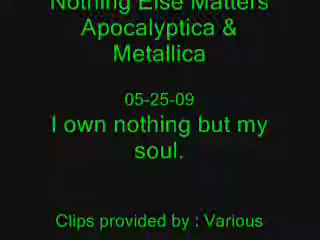 Nothing Else Matters
Apocalyptica &
Metallica
05-25-09
I own nothing but my
soul.
Clips provided by : Various